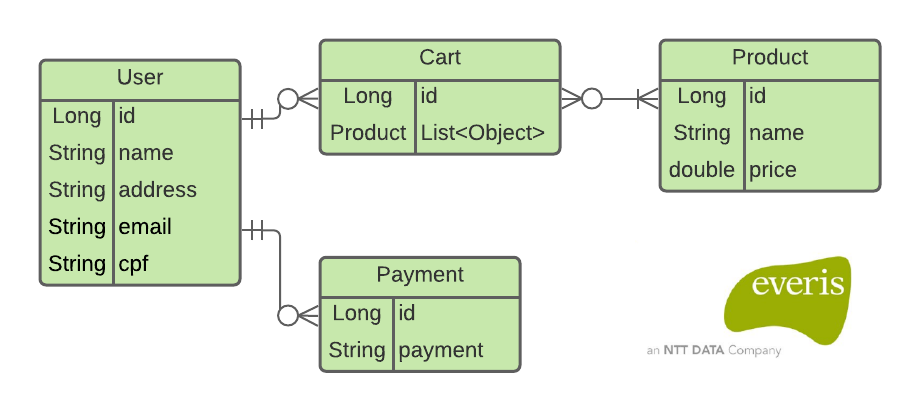 User
Long id
String name
String address
String email
String cpf
Cart
Long id
Product List<Object>
Product
Long id
String name
double price
Payment
Long id
String payment
everis
an NTT DATA Company